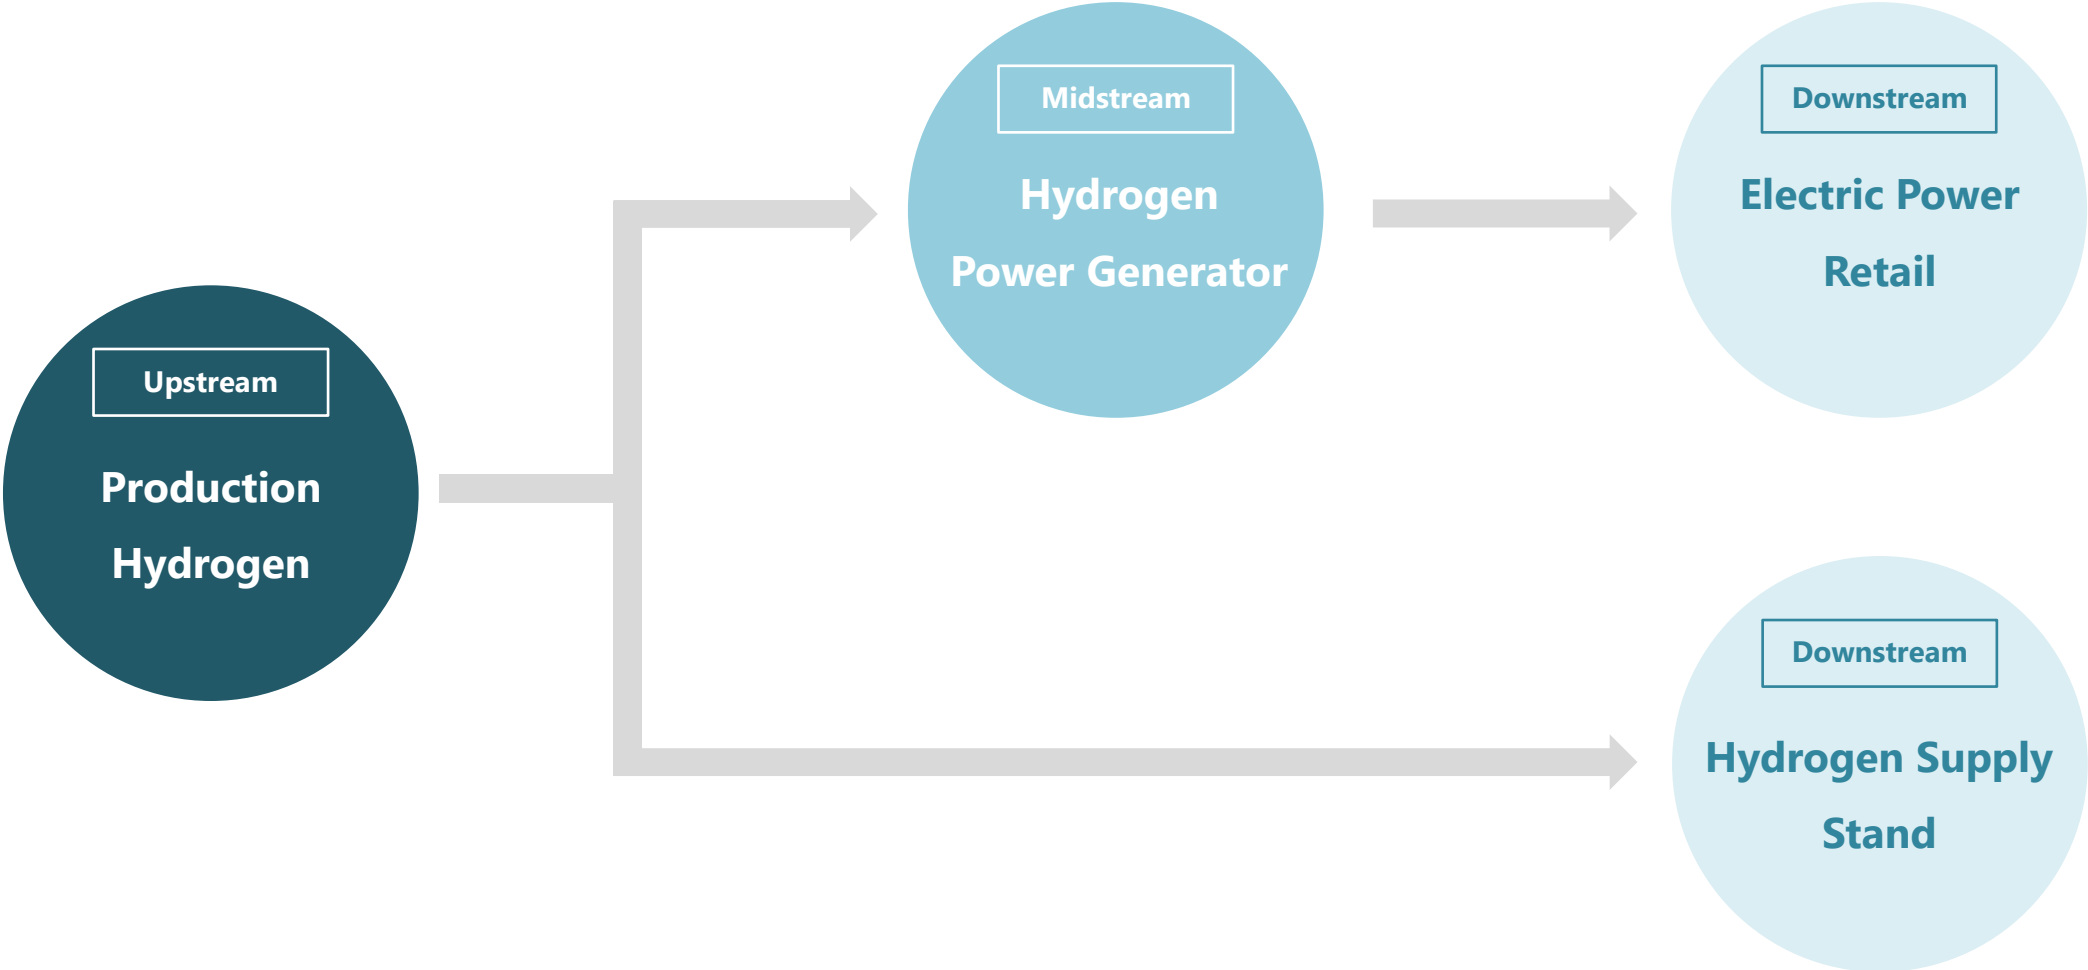 Upstream
Production
Hydrogen
Midstream
Hydrogen
Power Generator
Downstream
Electric Power
Retail
Downstream
Hydrogen Supply
Stand